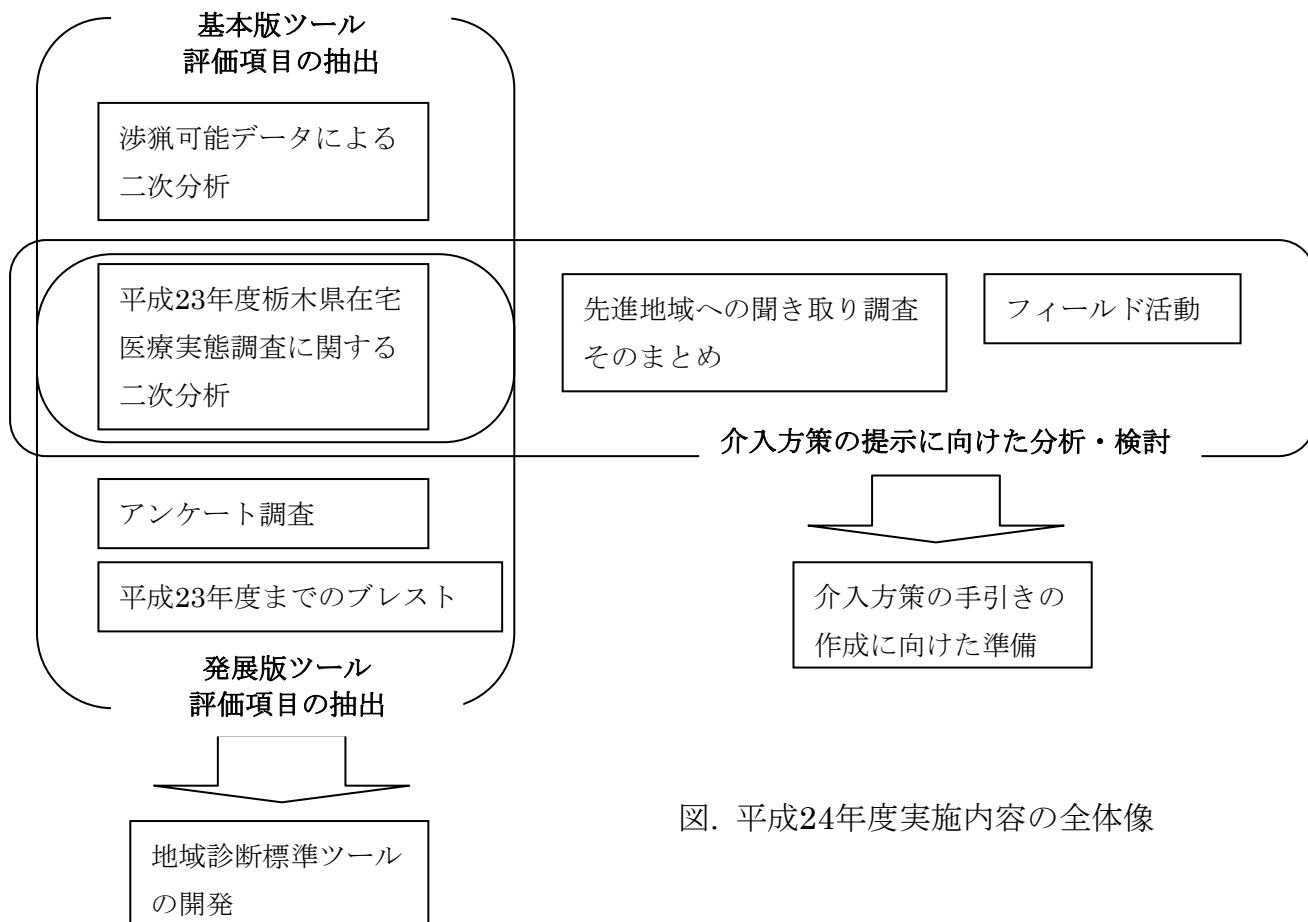 基本版ツール
評価項目の抽出
渉猟可能データによる
二次分析
平成23年度栃木県在宅
医療実態調査に関する
二次分析
先進地域への聞き取り調査
そのまとめ
フィールド活動
介入方策の提示に向けた分析・検討
アンケート調査
平成23年度までのブレスト
発展版ツール
評価項目の抽出
介入方策の手引きの
作成に向けた準備
地域診断標準ツール
の開発
図. 平成24年度実施内容の全体像